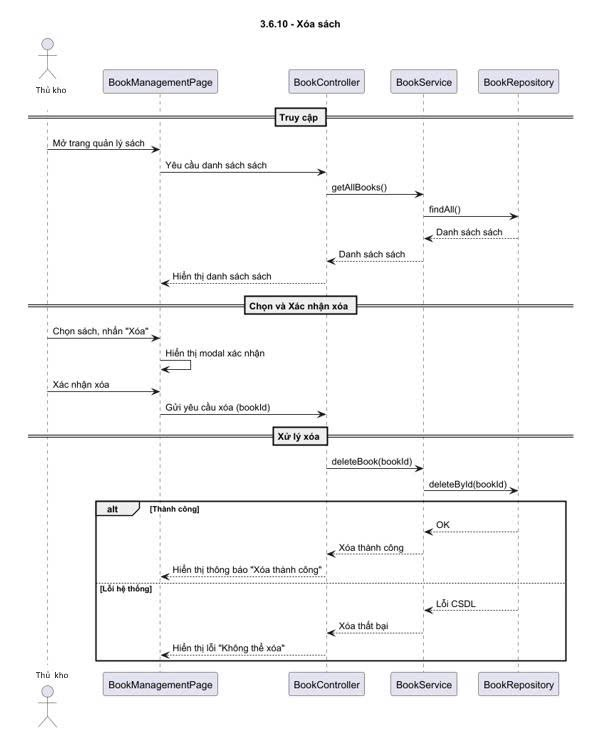 3.6.10 - Xóa sách
Thủ kho
BookManagementPage
BookController
BookService
BookRepository
Truy cập
Mở trang quản lý sách
Yêu cầu danh sách sách
getAllBooks()
findAll()
Danh sách sách
Danh sách sách
Hiển thị danh sách sách
Chọn và Xác nhận xóa
Chọn sách, nhấn "Xóa"
Hiển thị modal xác nhận
Xác nhận xóa
Gửi yêu cầu xóa (bookId)
Xử lý xóa
deleteBook(bookId)
deleteById(bookId)
alt [Thành công]
OK
Xóa thành công
Hiển thị thông báo "Xóa thành công"
[Lỗi hệ thống]
Lỗi CSDL
Xóa thất bại
Hiển thị lỗi "Không thể xóa"
Thủ kho
BookManagementPage
BookController
BookService
BookRepository